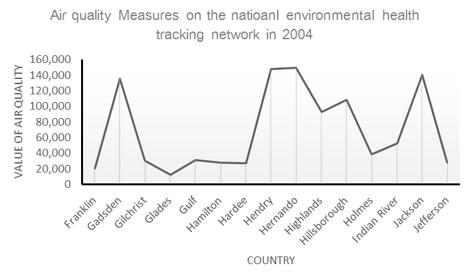 Air quality Measures on the natioanl environmental health
tracking network in 2004
160,000
140,000
120,000
100,000
80,000
60,000
40,000
20,000
0
VALUE OF AIR QUALITY
Franklin
Gadsden
Gilchrist
Glades
Gulf
Hamilton
Hardee
Hendry
Hernando
Highlands
Hillsborough
Holmes
Indian River
Jackson
Jefferson
COUNTRY